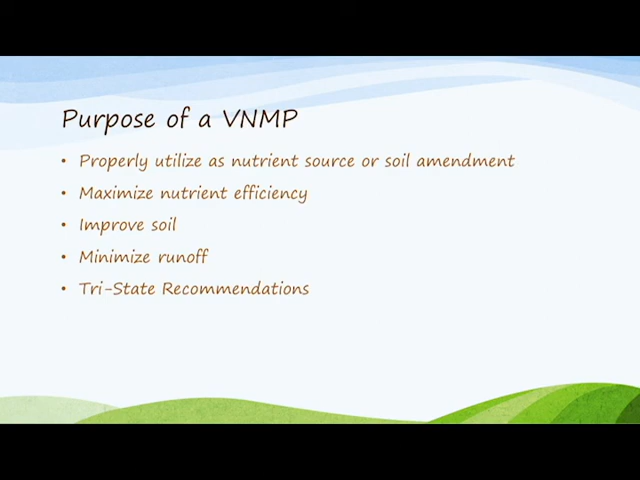 Purpose of a VNMP
• Properly utilize as nutrient source or soil amendment
• Maximize nutrient efficiency
• Improve soil
• Minimize runoff
• Tri-State Recommendations